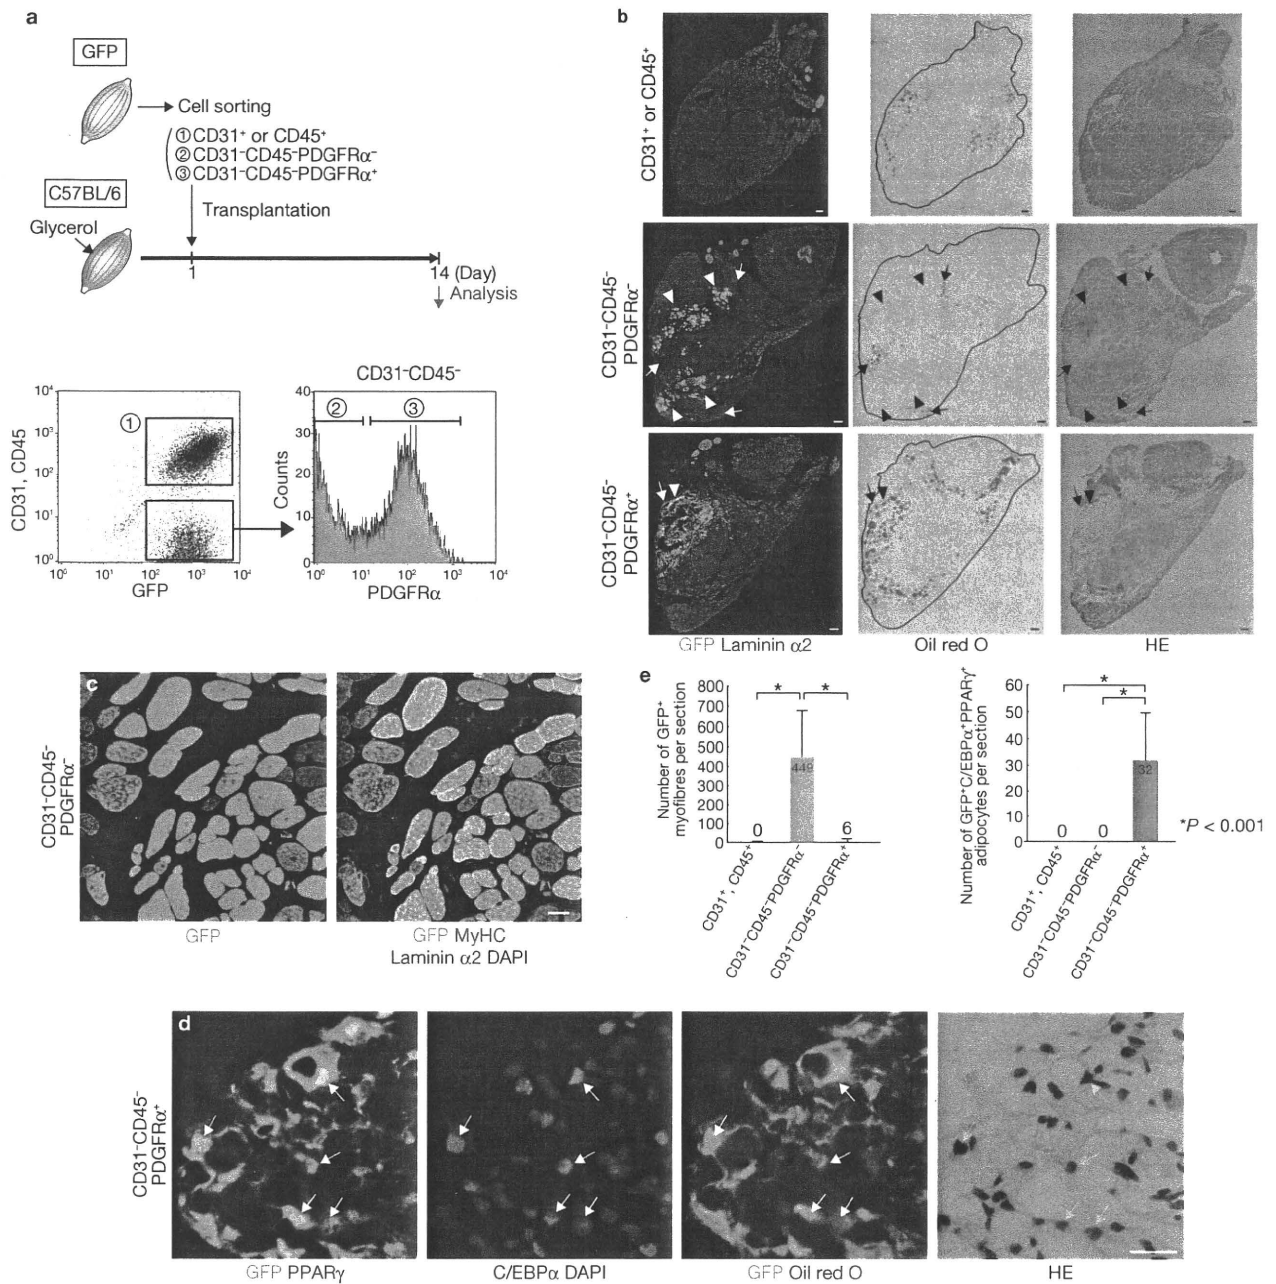 a
GFP
Cell sorting
①CD31⁺ or CD45⁺
②CD31⁻CD45⁻PDGFRα⁻
③CD31⁻CD45⁻PDGFRα⁺
C57BL/6
Glycerol
Transplantation
1
14 (Day)
Analysis
CD31⁻CD45⁻
CD31, CD45
10⁴
10³
10²
10¹
10⁰
①
10⁰ 10¹ 10² 10³ 10⁴
GFP
Counts
40
30
20
10
0
② ③
10⁰ 10¹ 10² 10³ 10⁴
PDGFRα
b
CD31⁺ or CD45⁺
CD31⁻CD45⁻
PDGFRα⁻
CD31⁻CD45⁻
PDGFRα⁺
GFP Laminin α2
Oil red O
HE
c
CD31⁻CD45⁻
PDGFRα⁻
GFP
GFP MyHC
Laminin α2 DAPI
e
Number of GFP⁺
myofibres per section
800
700
600
500
400
300
200
100
0
* *
0
449
6
CD31⁺, CD45⁺
CD31⁻CD45⁻PDGFRα⁻
CD31⁻CD45⁻PDGFRα⁺
Number of GFP⁺C/EBPα⁺PPARγ⁺
adipocytes per section
60
50
40
30
20
10
0
*
*
0
0
32
CD31⁺, CD45⁺
CD31⁻CD45⁻PDGFRα⁻
CD31⁻CD45⁻PDGFRα⁺
*P < 0.001
d
CD31⁻CD45⁻
PDGFRα⁺
GFP PPARγ
C/EBPα DAPI
GFP Oil red O
HE